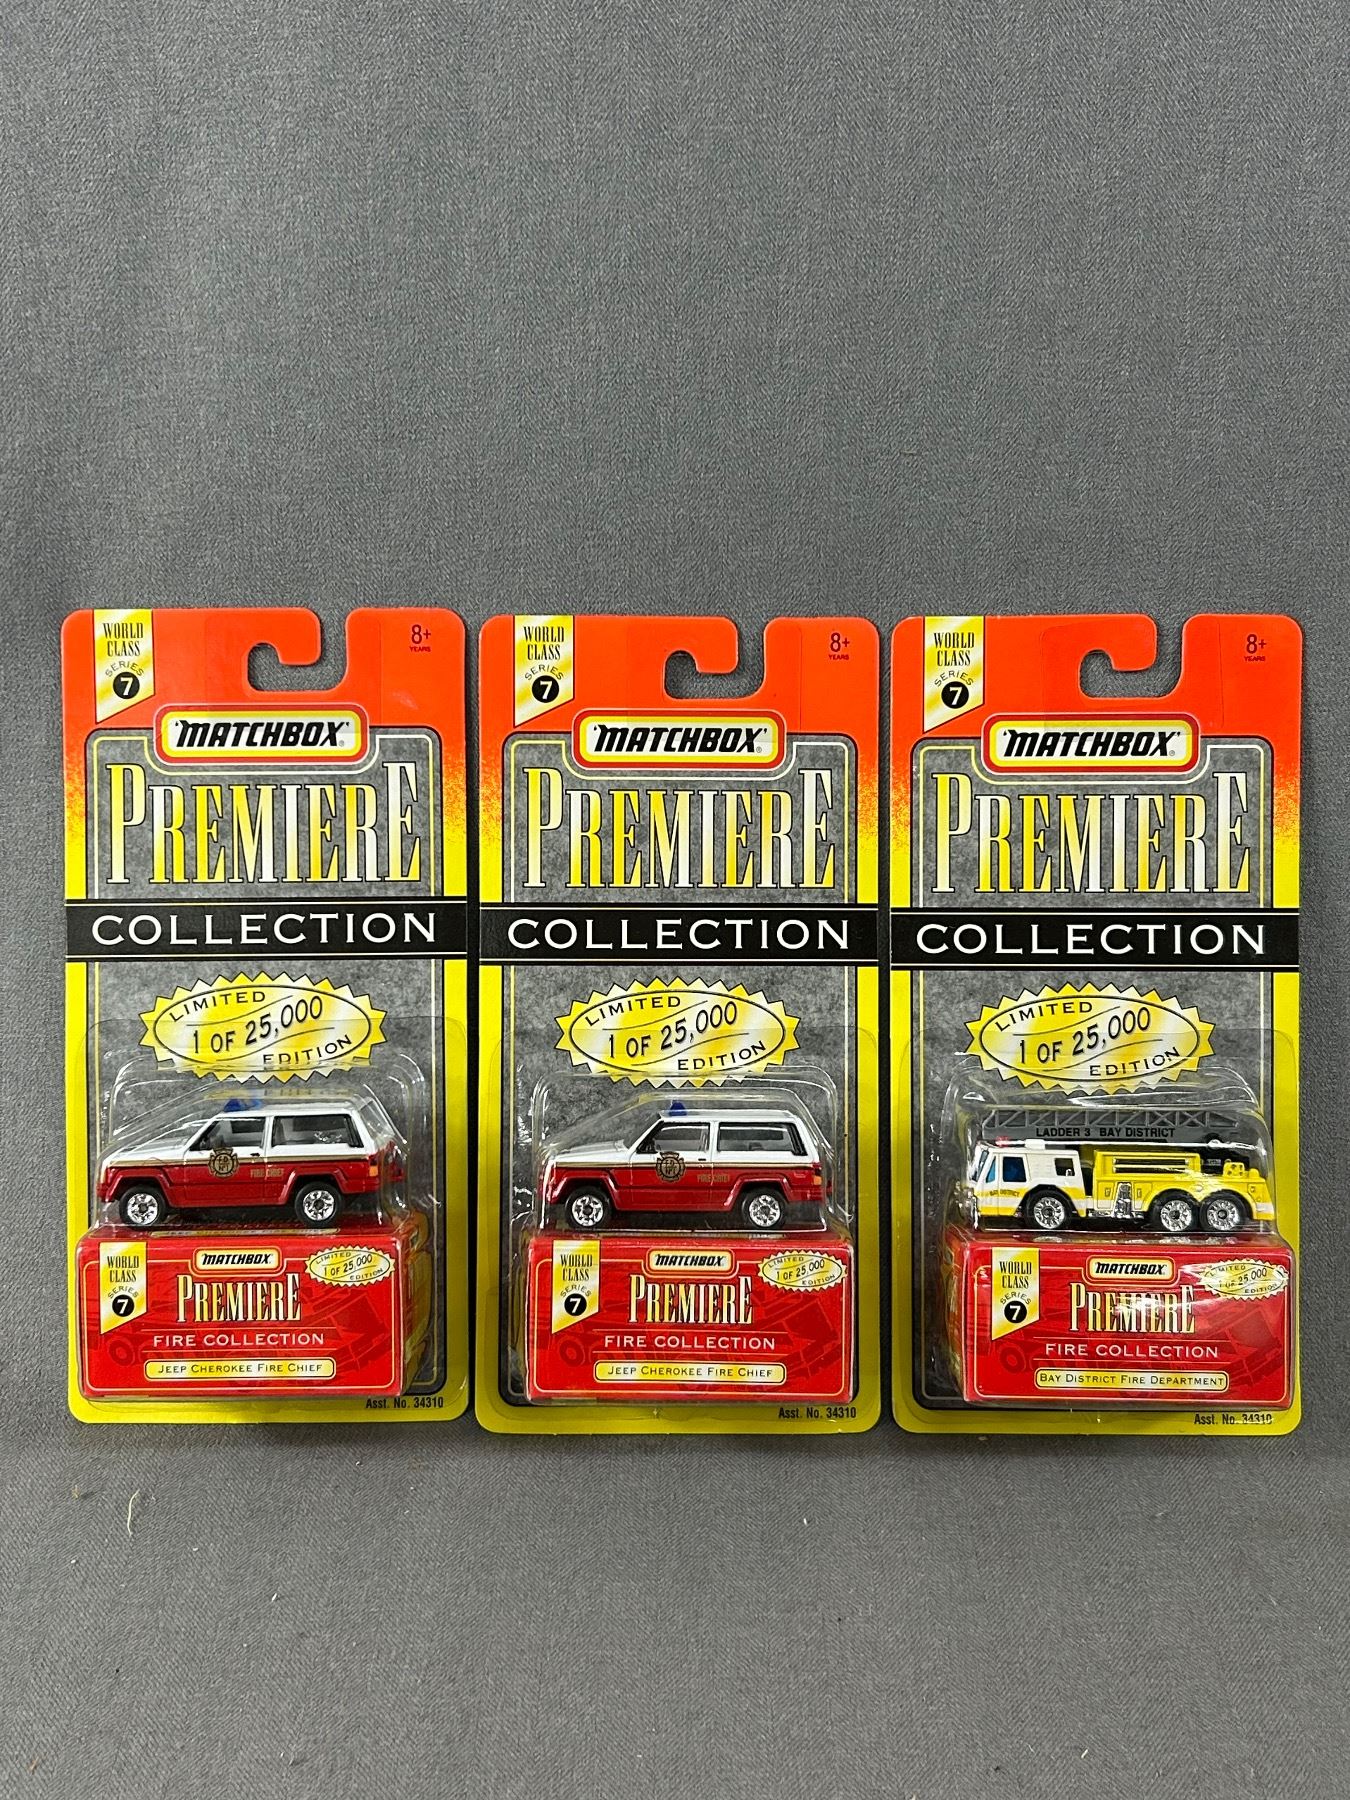 WORLD
CLASS
SERIES
7
8+
YEARS
'MATCHBOX'
PREMIERE
COLLECTION
LIMITED
1 OF 25,000
EDITION
FIRE CHIEF
WORLD
CLASS
SERIES
7
MATCHBOX
LIMITED
1 OF 25,000
EDITION
PREMIERE
FIRE COLLECTION
JEEP CHEROKEE FIRE CHIEF
Asst. No. 34310
WORLD
CLASS
SERIES
7
8+
YEARS
'MATCHBOX'
PREMIERE
COLLECTION
LIMITED
1 OF 25,000
EDITION
FIRE CHIEF
WORLD
CLASS
SERIES
7
MATCHBOX
LIMITED
1 OF 25,000
EDITION
PREMIERE
FIRE COLLECTION
JEEP CHEROKEE FIRE CHIEF
Asst. No. 34310
WORLD
CLASS
SERIES
7
8+
YEARS
'MATCHBOX'
PREMIERE
COLLECTION
LIMITED
1 OF 25,000
EDITION
LADDER 3 BAY DISTRICT
BAY DISTRICT
WORLD
CLASS
SERIES
7
MATCHBOX
LIMITED
1 OF 25,000
EDITION
PREMIERE
FIRE COLLECTION
BAY DISTRICT FIRE DEPARTMENT
Asst. No. 34310